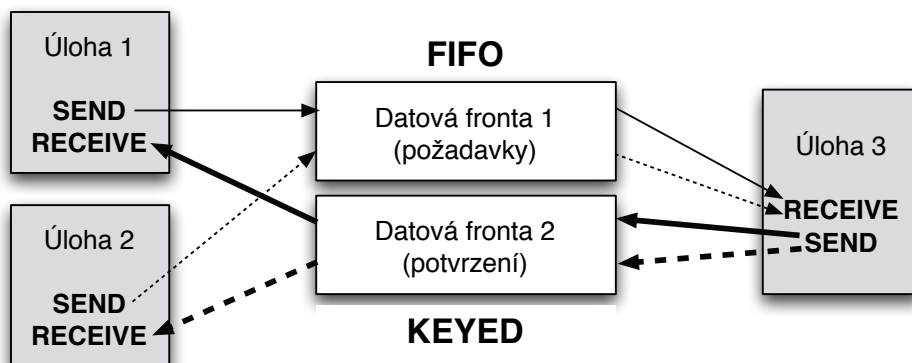 Úloha 1
SEND
RECEIVE
FIFO
Datová fronta 1
(požadavky)
Úloha 3
RECEIVE
SEND
Úloha 2
SEND
RECEIVE
Datová fronta 2
(potvrzení)
KEYED